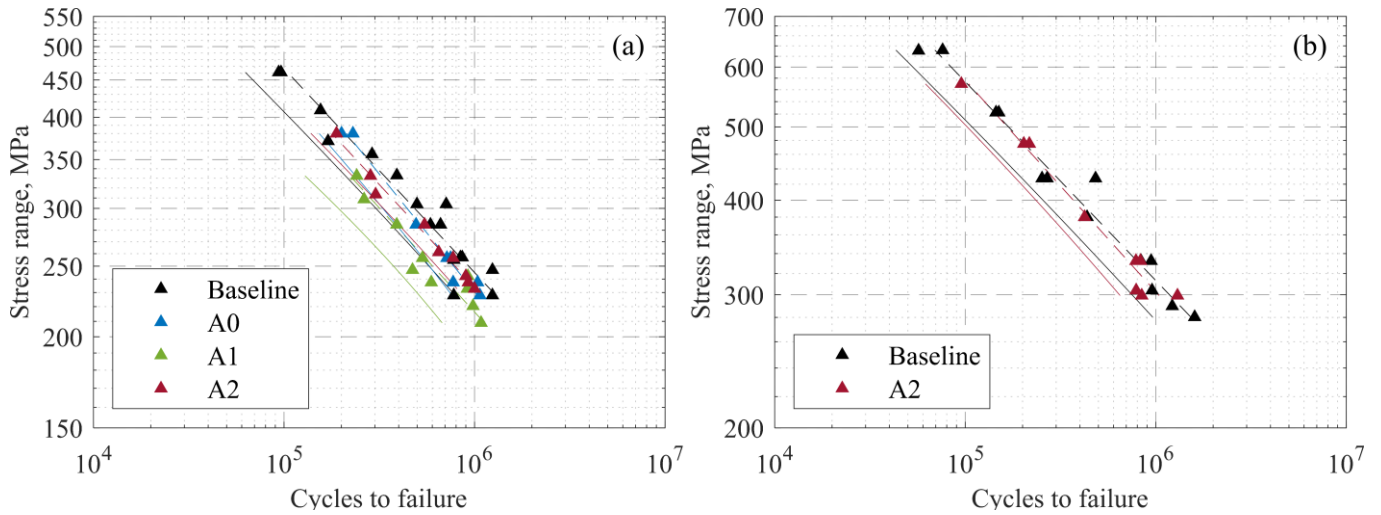 550
500
450
400
350
300
250
200
150
Stress range, MPa
(a)
Baseline
A0
A1
A2
10^4
10^5
10^6
10^7
Cycles to failure
700
600
500
400
300
200
Stress range, MPa
(b)
Baseline
A2
10^4
10^5
10^6
10^7
Cycles to failure